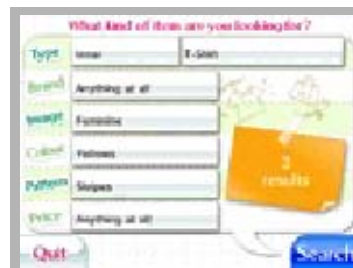 What kind of item are you looking for?
Type Inner T-Shirt
Brand Anything at all
Image Feminine
Colour Yellows
Pattern Stripes
Price Anything at all
2
results
Quit Search